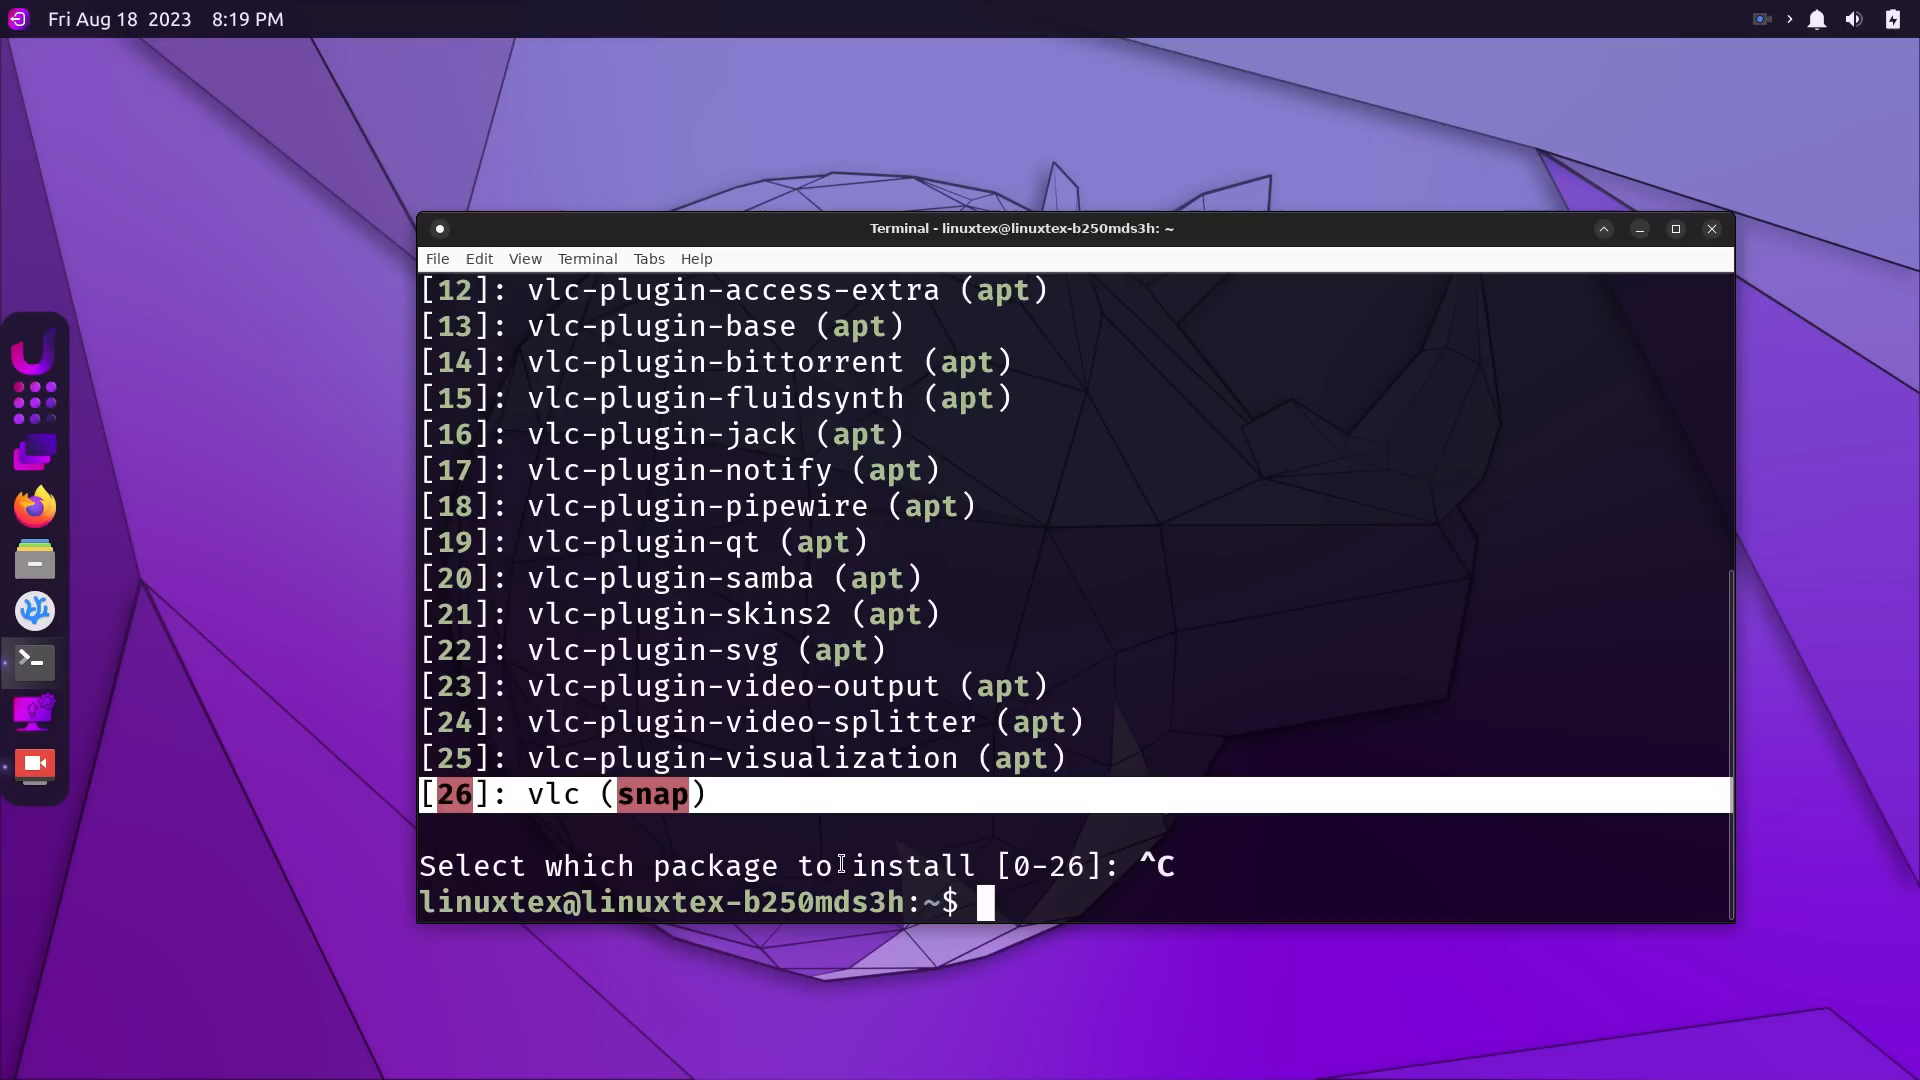 Fri Aug 18 2023 8:19 PM
Terminal - linuxtex@linuxtex-b250mds3h: ~
File Edit View Terminal Tabs Help
[12]: vlc-plugin-access-extra (apt)
[13]: vlc-plugin-base (apt)
[14]: vlc-plugin-bittorrent (apt)
[15]: vlc-plugin-fluidsynth (apt)
[16]: vlc-plugin-jack (apt)
[17]: vlc-plugin-notify (apt)
[18]: vlc-plugin-pipewire (apt)
[19]: vlc-plugin-qt (apt)
[20]: vlc-plugin-samba (apt)
[21]: vlc-plugin-skins2 (apt)
[22]: vlc-plugin-svg (apt)
[23]: vlc-plugin-video-output (apt)
[24]: vlc-plugin-video-splitter (apt)
[25]: vlc-plugin-visualization (apt)
[26]: vlc (snap)
Select which package to install [0-26]: ^C
linuxtex@linuxtex-b250mds3h:~$